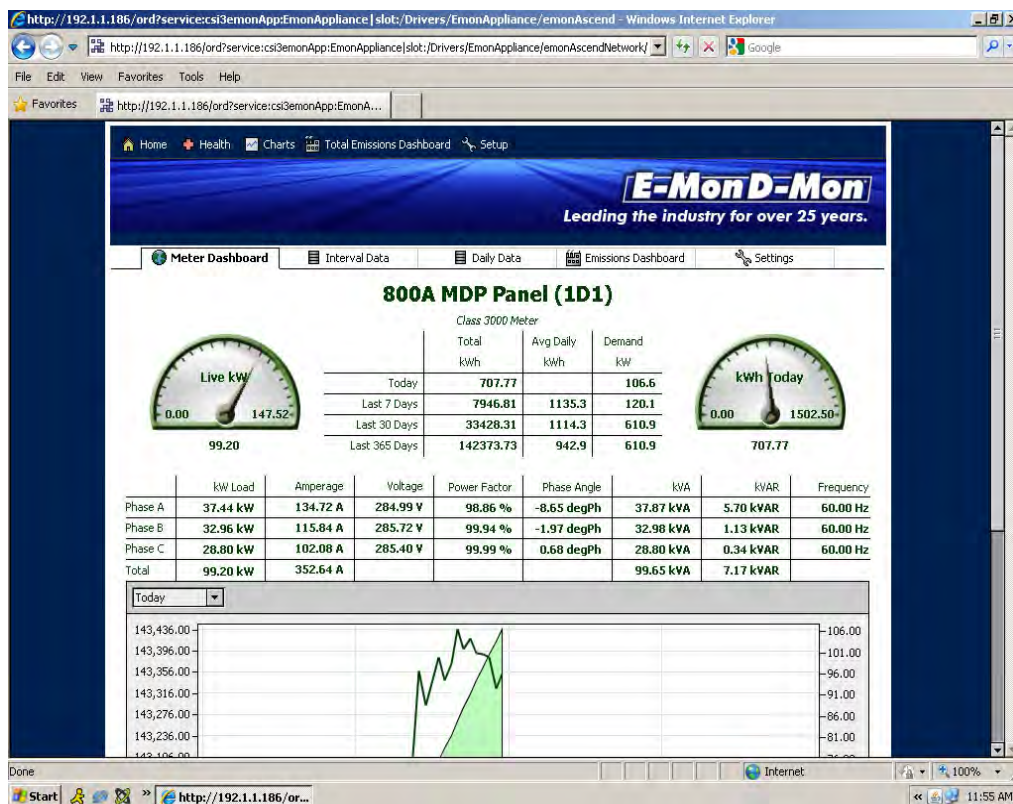 http://192.1.1.186/ord?service:csi3emonApp:EmonAppliance|slot:/Drivers/EmonAppliance/emonAscend - Windows Internet Explorer
http://192.1.1.186/ord?service:csi3emonApp:EmonAppliance|slot:/Drivers/EmonAppliance/emonAscendNetwork/ Google
File Edit View Favorites Tools Help
Favorites http://192.1.1.186/ord?service:csi3emonApp:EmonA...
Home Health Charts Total Emissions Dashboard Setup
E-Mon D-Mon
Leading the industry for over 25 years.
Meter Dashboard Interval Data Daily Data Emissions Dashboard Settings
800A MDP Panel (1D1)
Class 3000 Meter
Total Avg Daily Demand
kWh kWh kW
Today 707.77 106.6
Last 7 Days 7946.81 1135.3 120.1
Last 30 Days 33428.31 1114.3 610.9
Last 365 Days 142373.73 942.9 610.9
Live kW
0.00 147.52
99.20
kWh Today
0.00 1502.50
707.77
kW Load Amperage Voltage Power Factor Phase Angle kVA kVAR Frequency
Phase A 37.44 kW 134.72 A 284.99 V 98.86 % -8.65 degPh 37.87 kVA 5.70 kVAR 60.00 Hz
Phase B 32.96 kW 115.84 A 285.72 V 99.94 % -1.97 degPh 32.98 kVA 1.13 kVAR 60.00 Hz
Phase C 28.80 kW 102.08 A 285.40 V 99.99 % 0.68 degPh 28.80 kVA 0.34 kVAR 60.00 Hz
Total 99.20 kW 352.64 A 99.65 kVA 7.17 kVAR
Today
143,436.00 106.00
143,396.00 101.00
143,356.00 96.00
143,316.00 91.00
143,276.00 86.00
143,236.00 81.00
Done Internet 100%
Start http://192.1.1.186/or... 11:55 AM